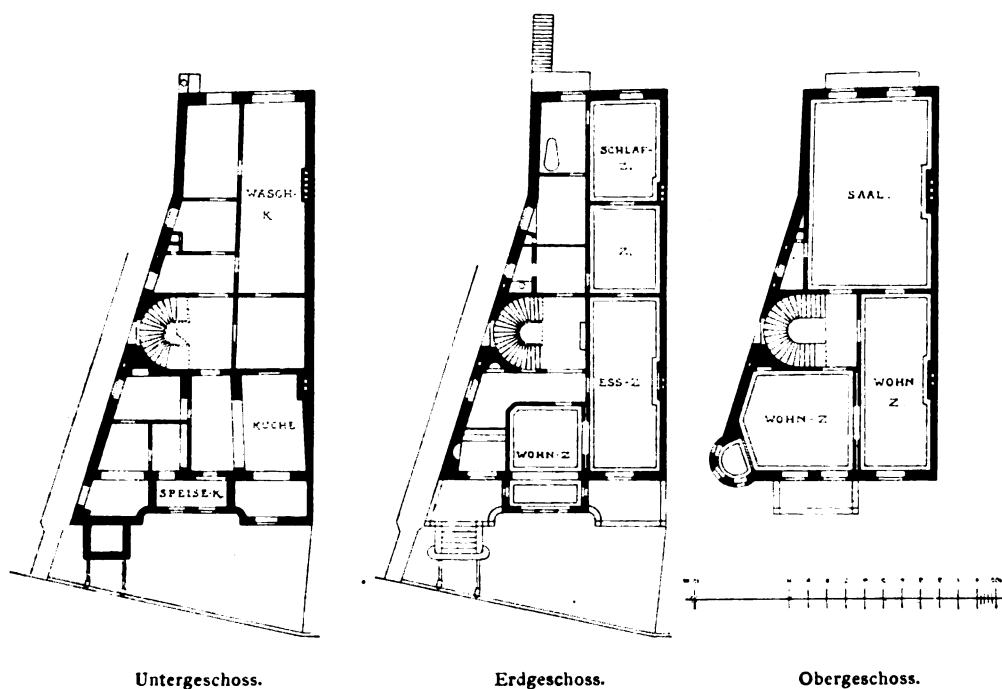 WASCH-
K
KÜCHE
SPEISE·K
SCHLAF-
Z.
Z.
ESS-Z
WOHN-Z
SAAL.
WOHN
Z
WOHN-Z
Untergeschoss.
Erdgeschoss.
Obergeschoss.